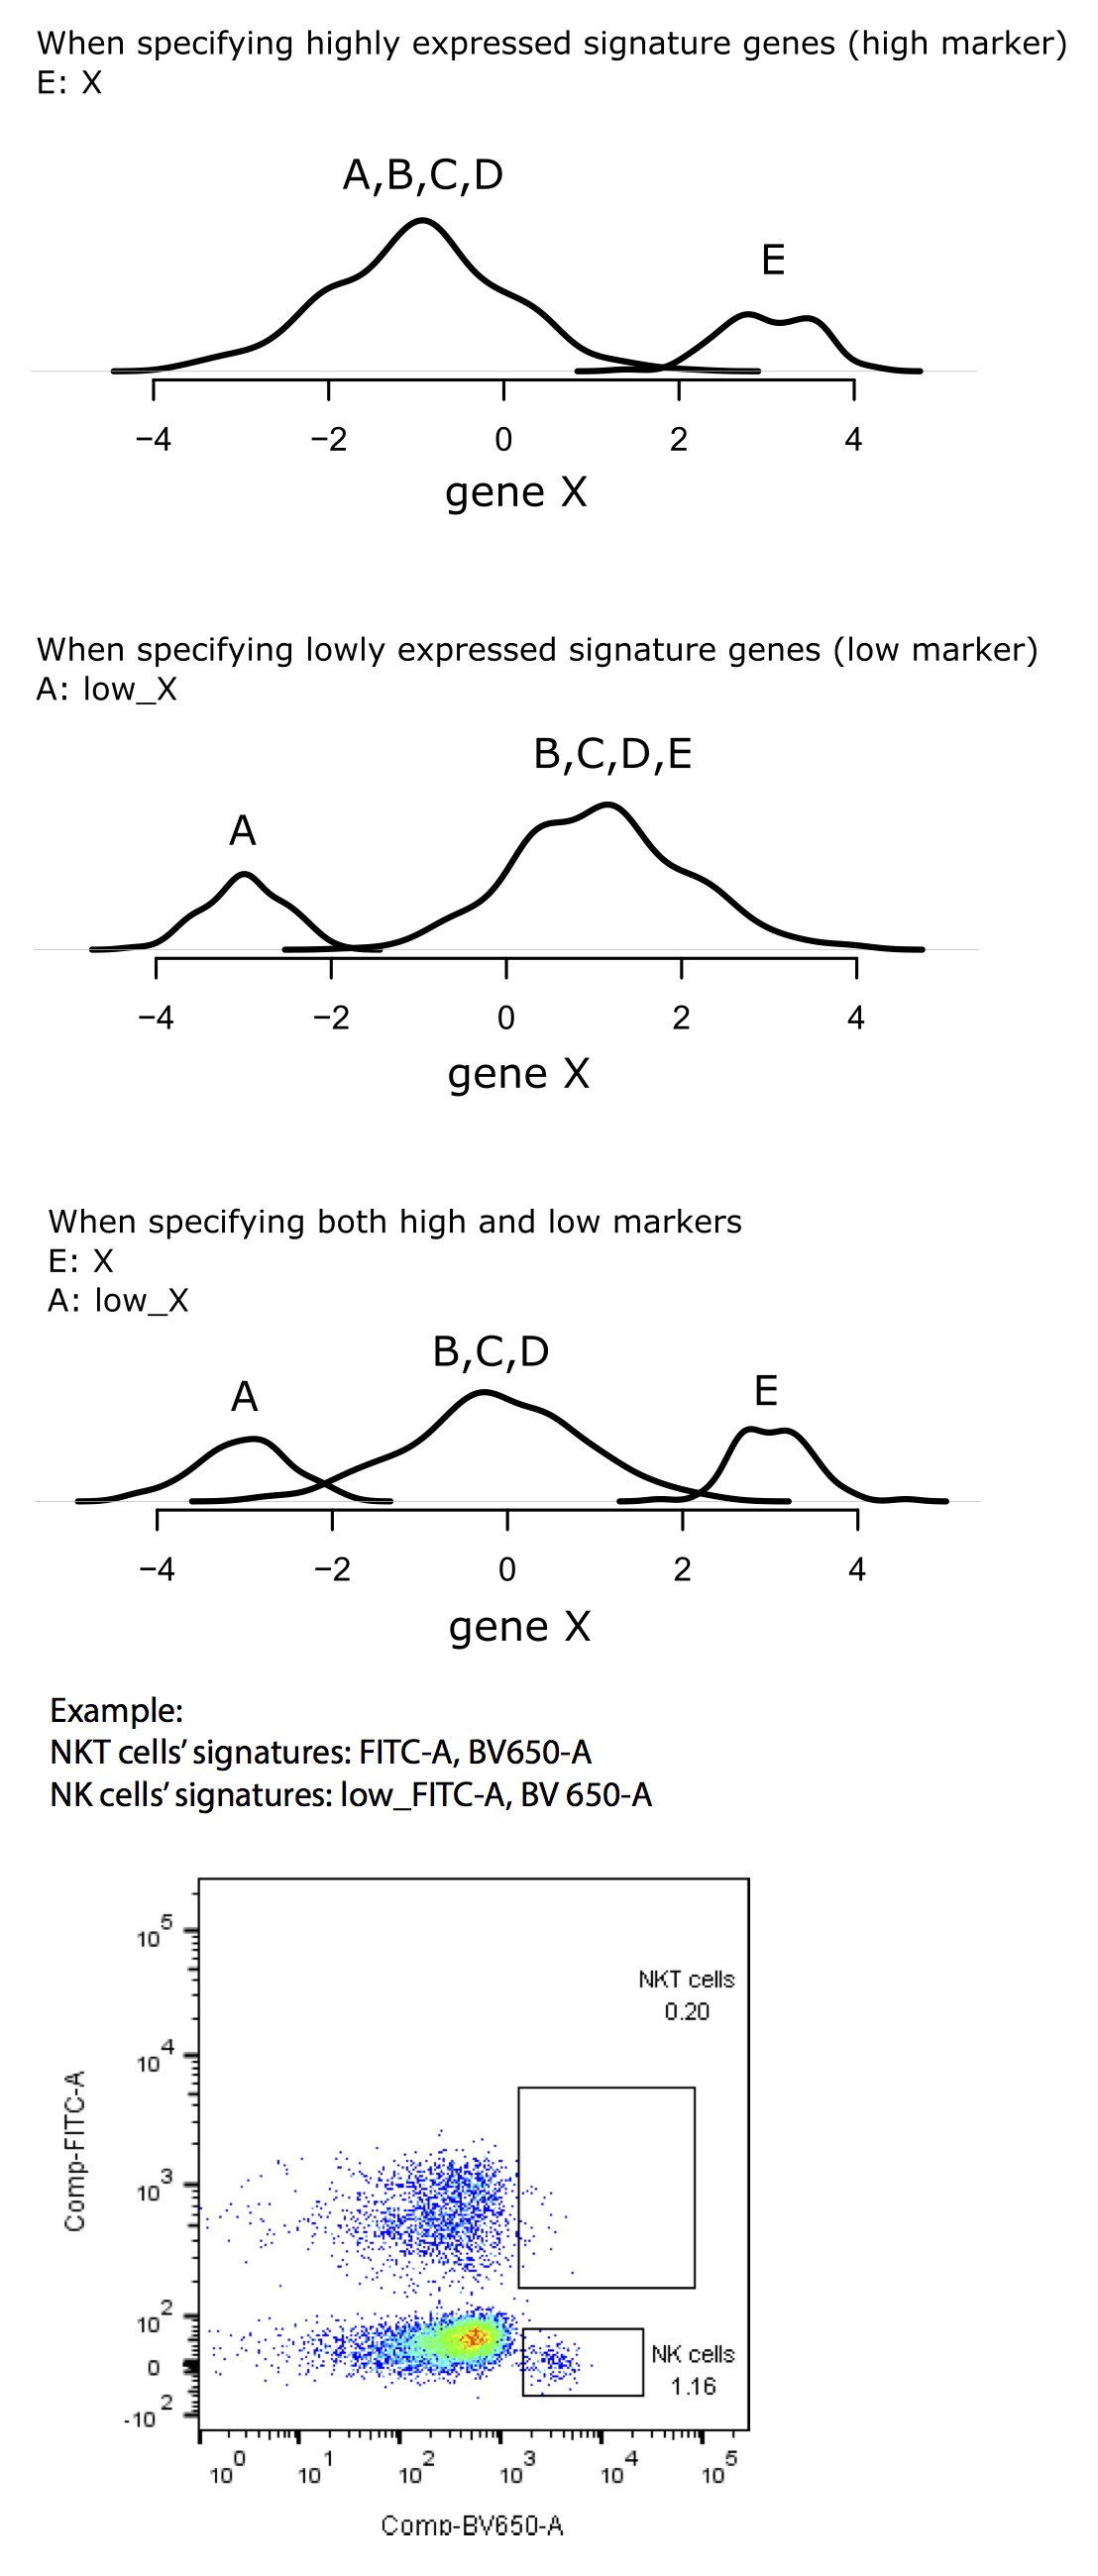 When specifying highly expressed signature genes (high marker)
E: X
A,B,C,D
E
−4 −2 0 2 4
gene X
When specifying lowly expressed signature genes (low marker)
A: low_X
B,C,D,E
A
−4 −2 0 2 4
gene X
When specifying both high and low markers
E: X
A: low_X
B,C,D
A
E
−4 −2 0 2 4
gene X
Example:
NKT cells’ signatures: FITC-A, BV650-A
NK cells’ signatures: low_FITC-A, BV 650-A
10^5
NKT cells
0.20
10^4
Comp-FITC-A
10^3
10^2
0
NK cells
1.16
-10^2
10^0 10^1 10^2 10^3 10^4 10^5
Comp-BV650-A